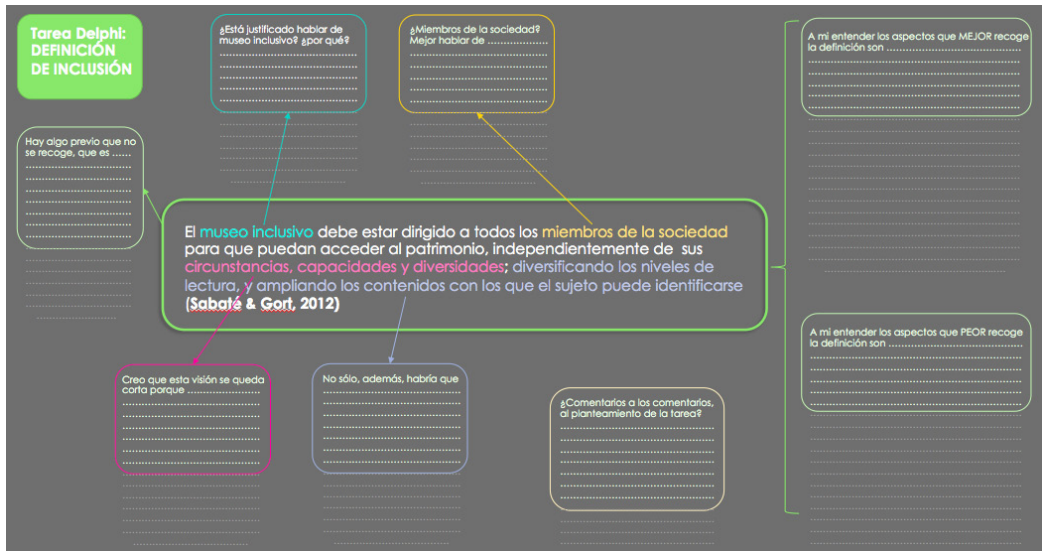 Tarea Delphi:
DEFINICIÓN
DE INCLUSIÓN
¿Está justificado hablar de
museo inclusivo? ¿por qué?
¿Miembros de la sociedad?
Mejor hablar de ..................
A mi entender los aspectos que MEJOR recoge
la definición son ..................................
Hay algo previo que no
se recoge, que es ......
El museo inclusivo debe estar dirigido a todos los miembros de la sociedad
para que puedan acceder al patrimonio, independientemente de sus
circunstancias, capacidades y diversidades; diversificando los niveles de
lectura, y ampliando los contenidos con los que el sujeto puede identificarse
(Sabaté & Gort, 2012)
A mi entender los aspectos que PEOR recoge
la definición son ..................................
Creo que esta visión se queda
corta porque ......................
No sólo, además, habría que
¿Comentarios a los comentarios,
al planteamiento de la tarea?